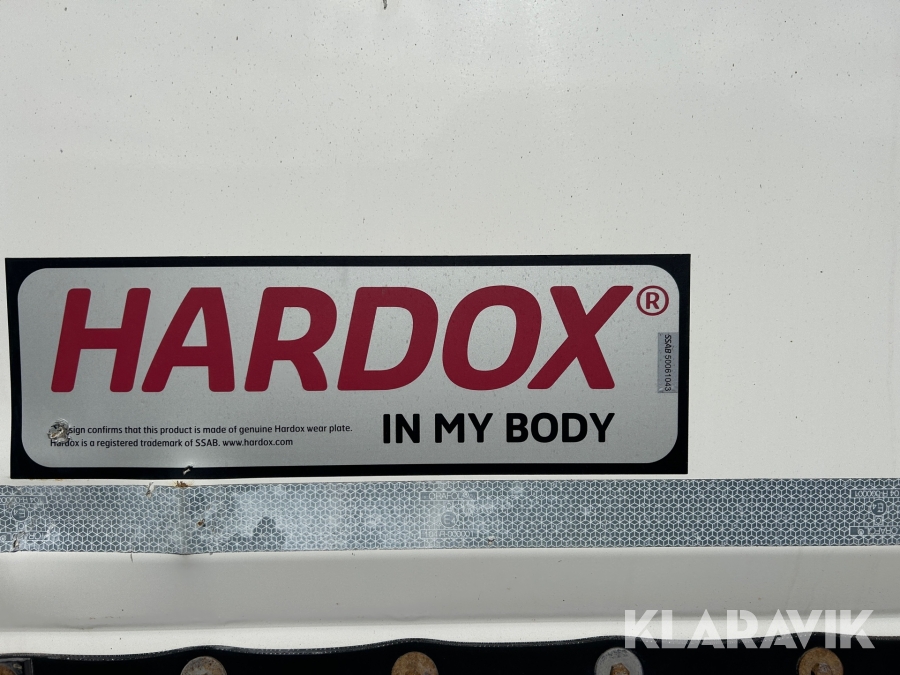 HARDOX®
SSAB 50061043
sign confirms that this product is made of genuine Hardox wear plate.
Hardox is a registered trademark of SSAB. www.hardox.com
IN MY BODY
KLARAVIK